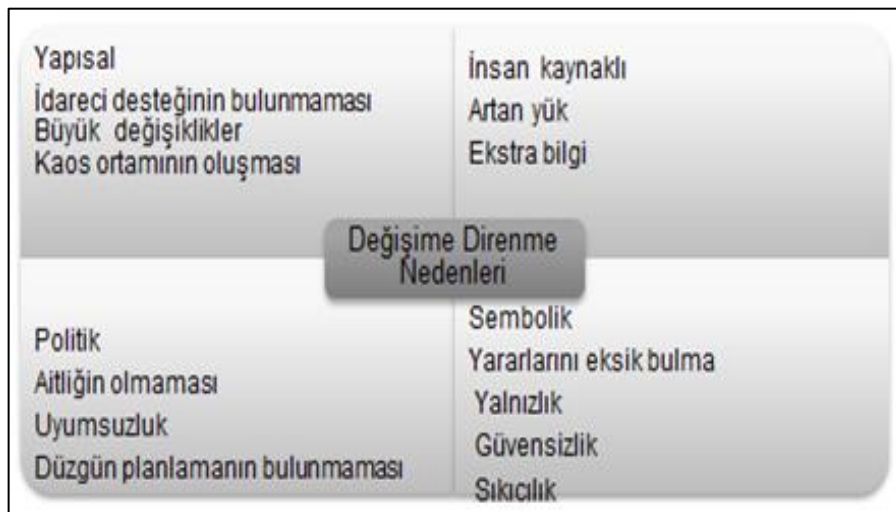 Yapısal
İdareci desteğinin bulunmaması
Büyük değişiklikler
Kaos ortamının oluşması
İnsan kaynaklı
Artan yük
Ekstra bilgi
Değişime Direnme
Nedenleri
Politik
Aitliğin olmaması
Uyumsuzluk
Düzgün planlamanın bulunmaması
Sembolik
Yararlarını eksik bulma
Yalnızlık
Güvensizlik
Sıkıcılık